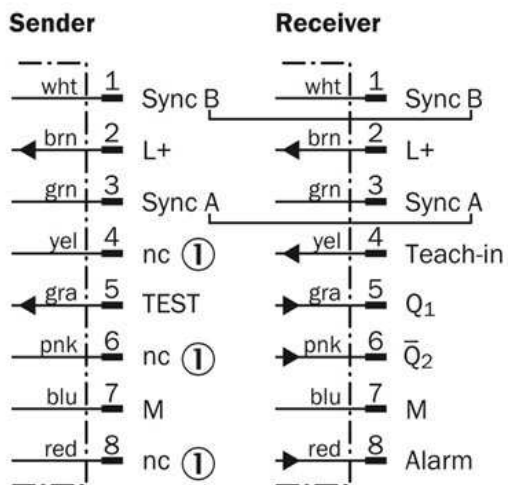 Sender
wht 1 Sync B
brn 2 L+
grn 3 Sync A
yel 4 nc ①
gra 5 TEST
pnk 6 nc ①
blu 7 M
red 8 nc ①
Receiver
wht 1 Sync B
brn 2 L+
grn 3 Sync A
yel 4 Teach-in
gra 5 Q₁
pnk 6 Q̅₂
blu 7 M
red 8 Alarm